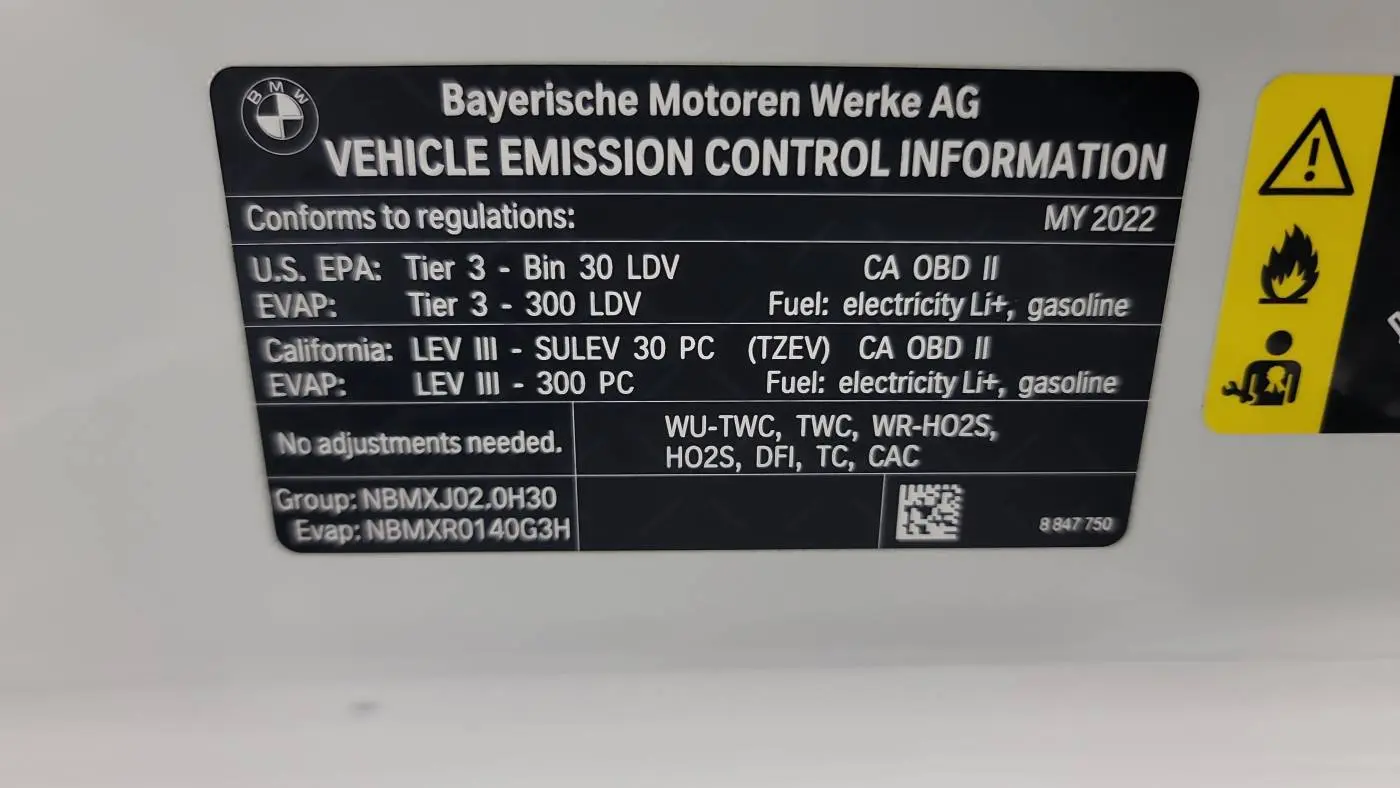 BMW
Bayerische Motoren Werke AG
VEHICLE EMISSION CONTROL INFORMATION
Conforms to regulations: MY 2022
U.S. EPA: Tier 3 - Bin 30 LDV CA OBD II
EVAP: Tier 3 - 300 LDV Fuel: electricity Li+, gasoline
California: LEV III - SULEV 30 PC (TZEV) CA OBD II
EVAP: LEV III - 300 PC Fuel: electricity Li+, gasoline
No adjustments needed.
WU-TWC, TWC, WR-HO2S,
HO2S, DFI, TC, CAC
Group: NBMXJ02.0H30
Evap: NBMXR0140G3H
8 847 750